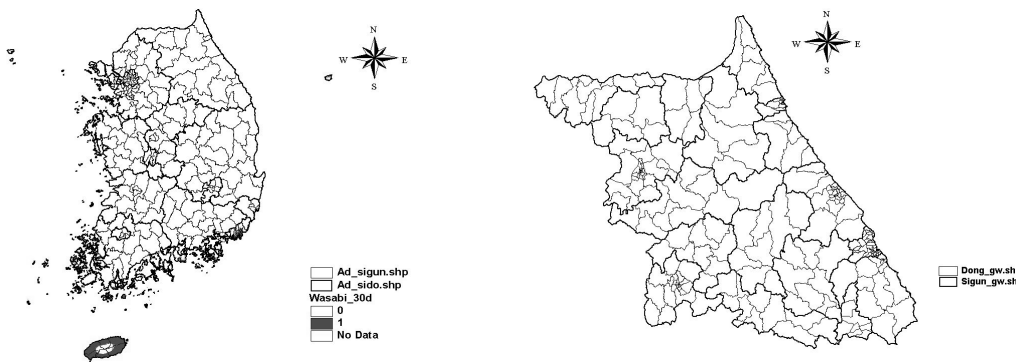 N
W E
S
Ad_sigun.shp
Ad_sido.shp
Wasabi_30d
0
1
No Data
N
W E
S
Dong_gw.sh
Sigun_gw.sh